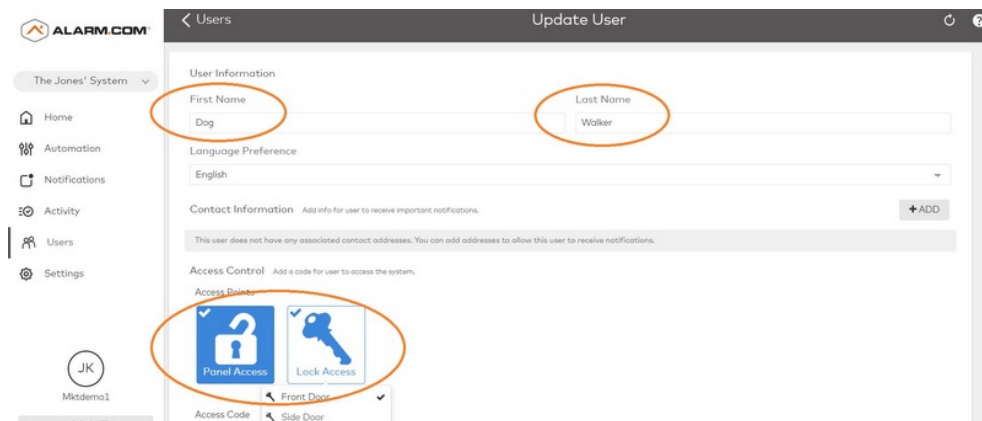 ALARM.COM
Users
Update User
The Jones' System
Home
Automation
Notifications
Activity
Users
Settings
JK
Mktdemo1
User Information
First Name
Last Name
Dog
Walker
Language Preference
English
Contact Information Add info for user to receive important notifications.
+ADD
This user does not have any associated contact addresses. You can add addresses to allow this user to receive notifications.
Access Control Add a code for user to access the system.
Access Points
Panel Access
Lock Access
Front Door
Access Code
Side Door